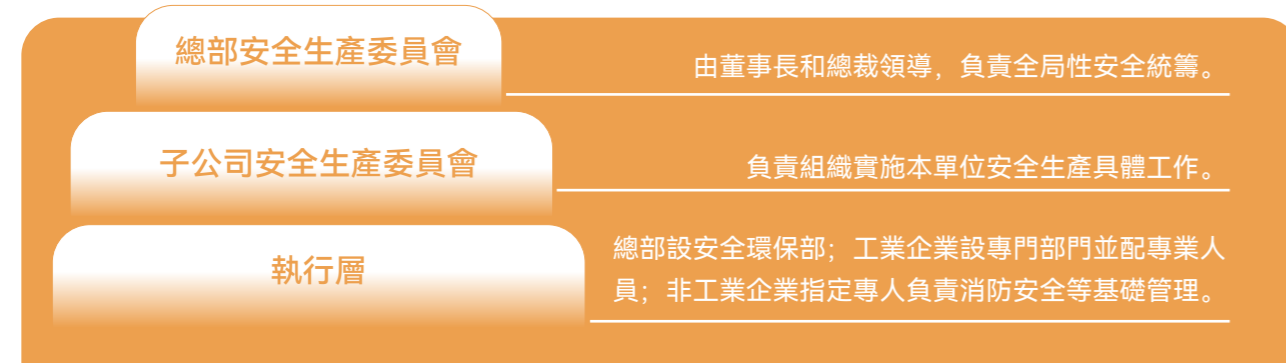 總部安全生產委員會
由董事長和總裁領導，負責全局性安全統籌。
子公司安全生產委員會
負責組織實施本單位安全生產具體工作。
執行層
總部設安全環保部；工業企業設專門部門並配專業人
員；非工業企業指定專人負責消防安全等基礎管理。